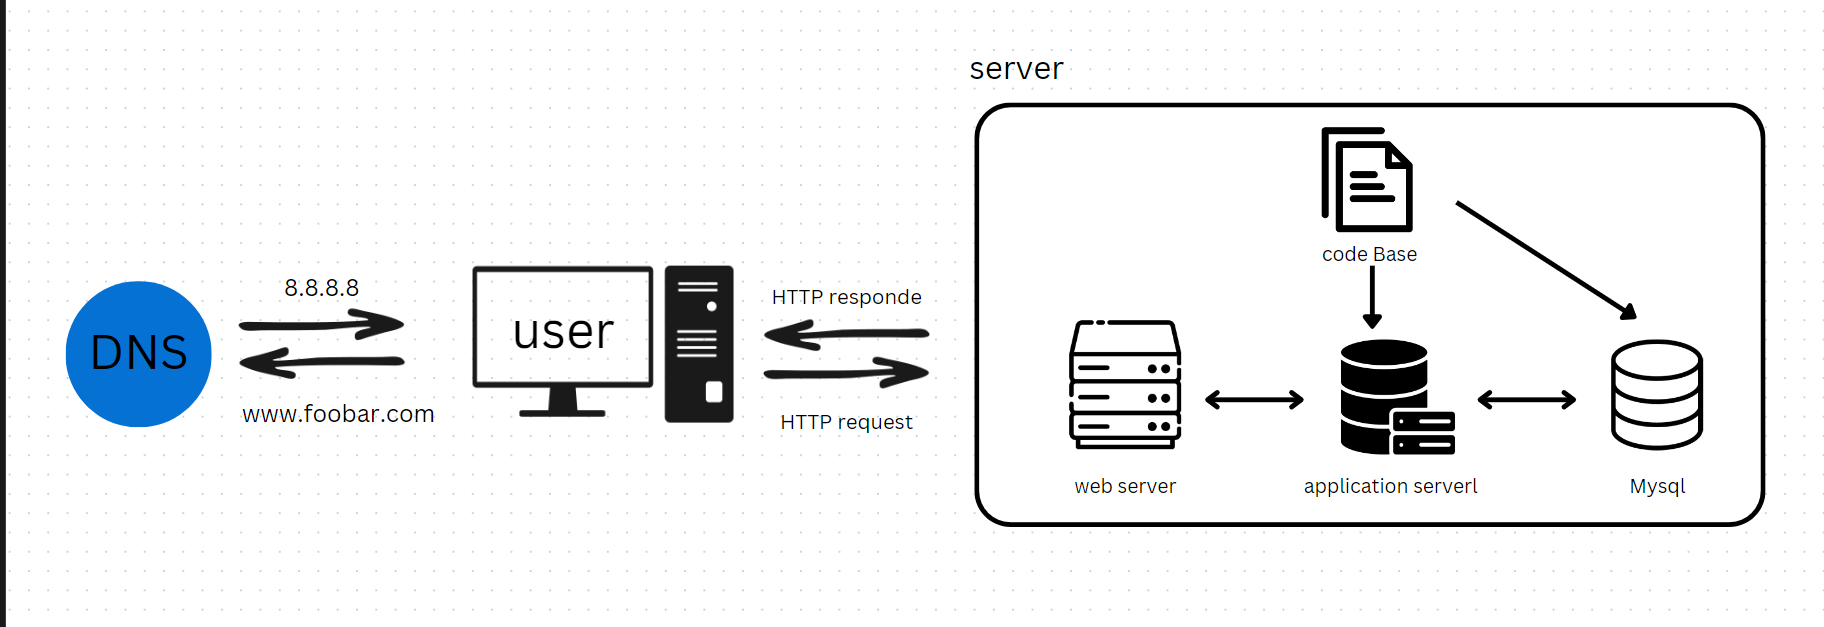 server
code Base
8.8.8.8
HTTP responde
DNS
user
www.foobar.com
HTTP request
web server
application serverl
Mysql